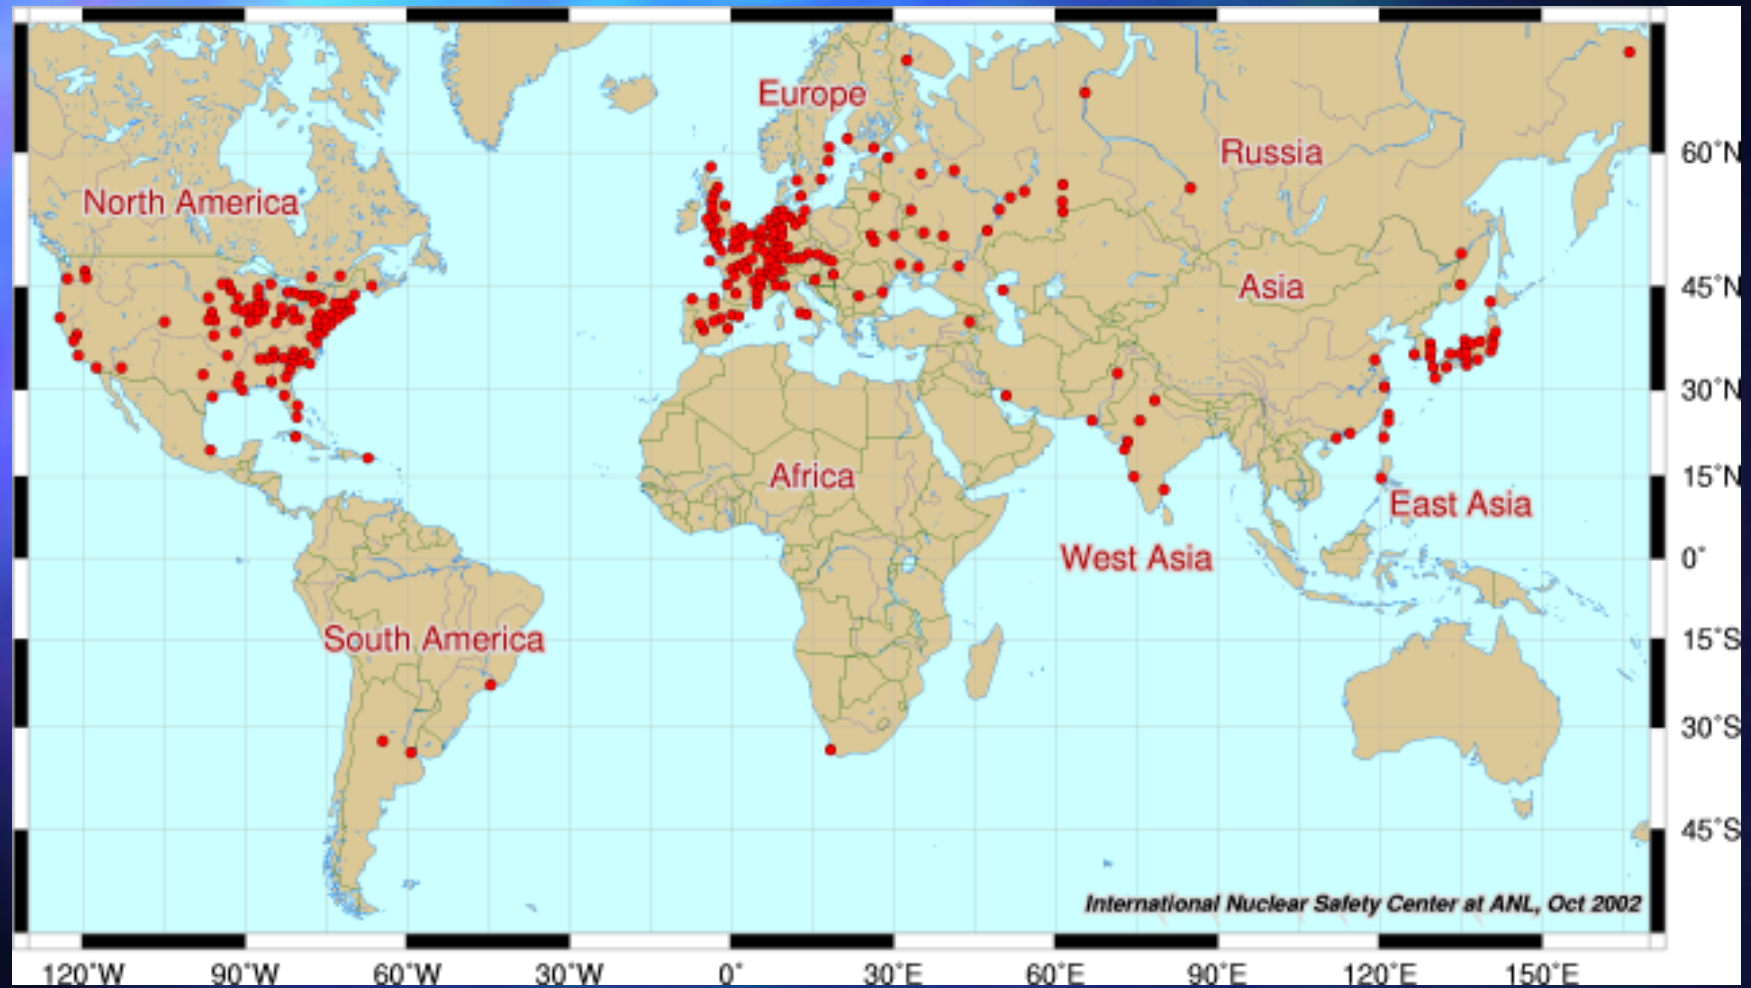 Europe
60°N
Russia
North America
45°N
Asia
30°N
15°N
Africa
East Asia
0°
West Asia
15°S
South America
30°S
45°S
International Nuclear Safety Center at ANL, Oct 2002
120°W 90°W 60°W 30°W 0° 30°E 60°E 90°E 120°E 150°E